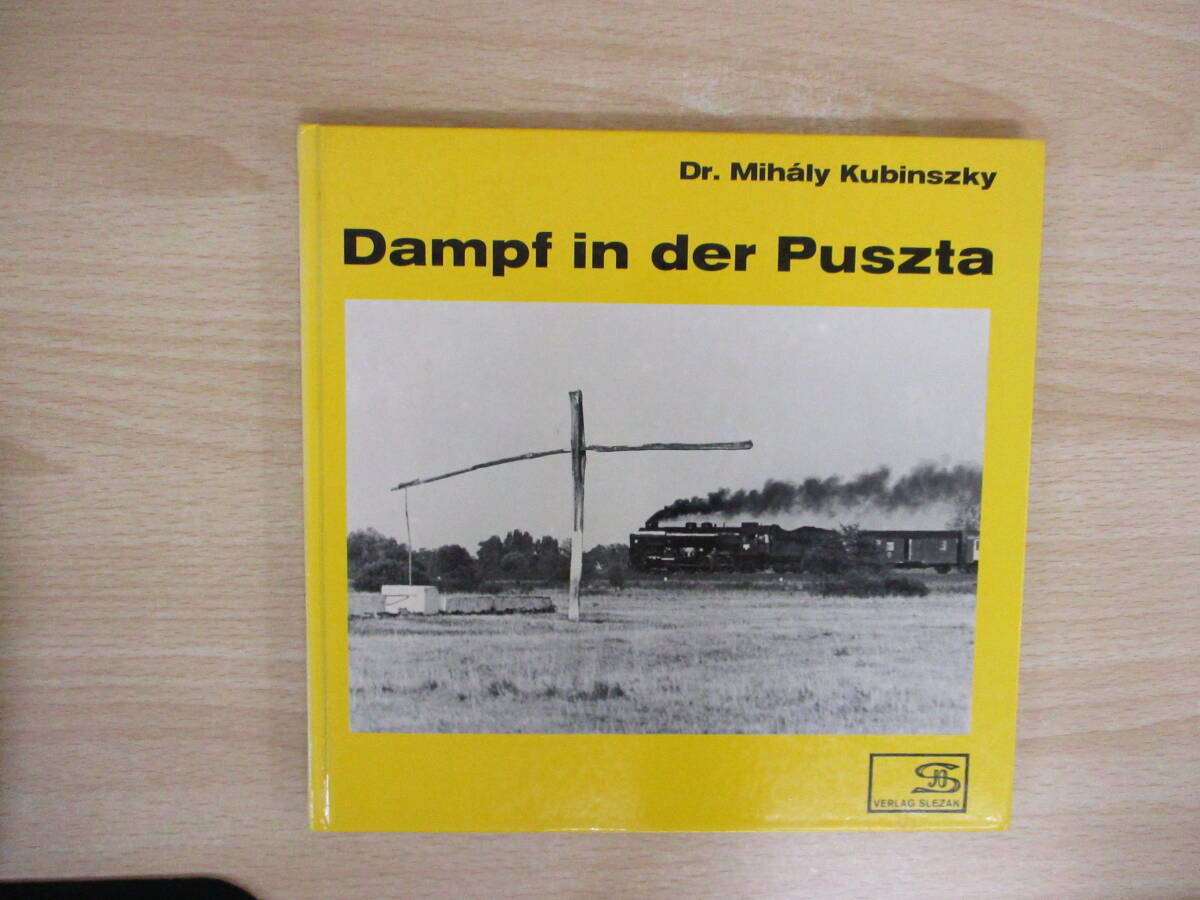 Dr. Mihály Kubinszky
Dampf in der Puszta
VERLAG SLEZAK